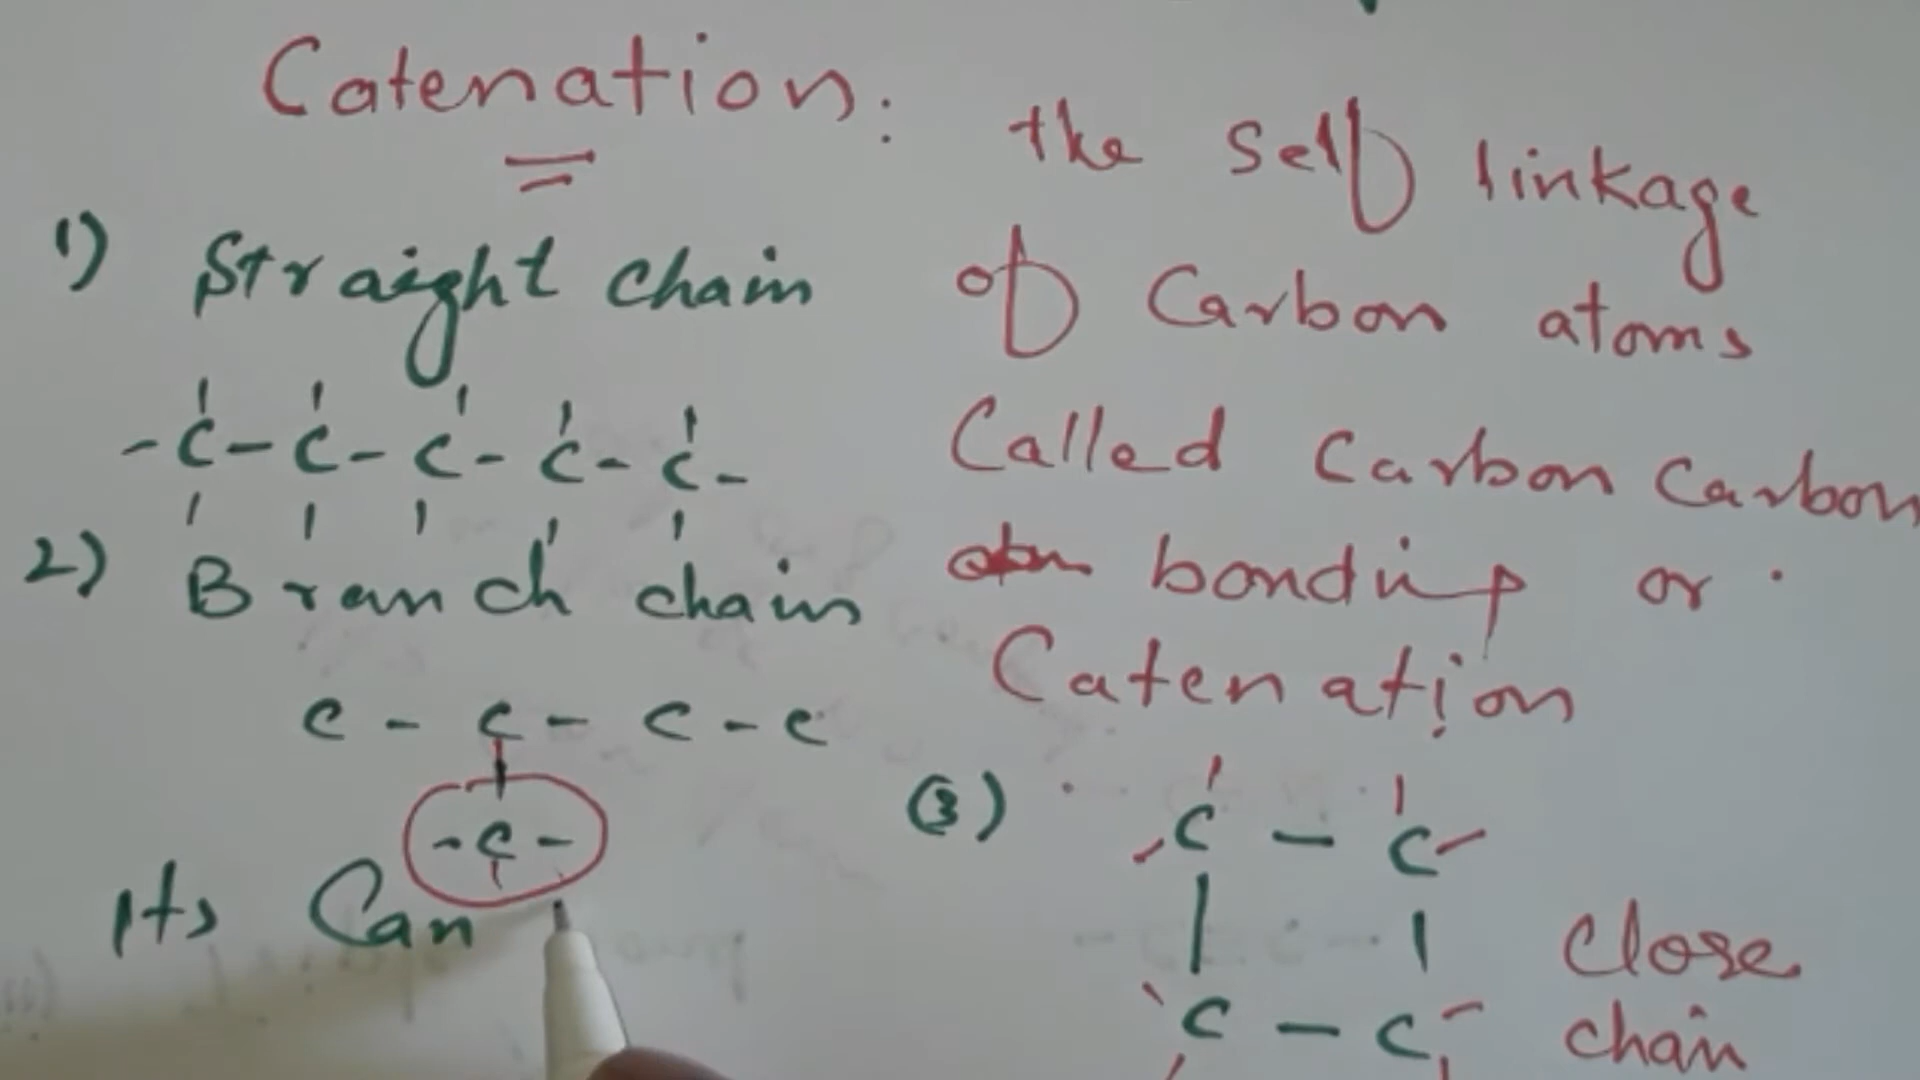 Catenation:
1) Straight chain
- C - C - C - C - C -
2) Branch chain
C - C - C - C
- C -
Its Can
the self linkage
of Carbon atoms
Called Carbon Carbon
bonding or
Catenation
(3)
C - C
C - C
Close
chain